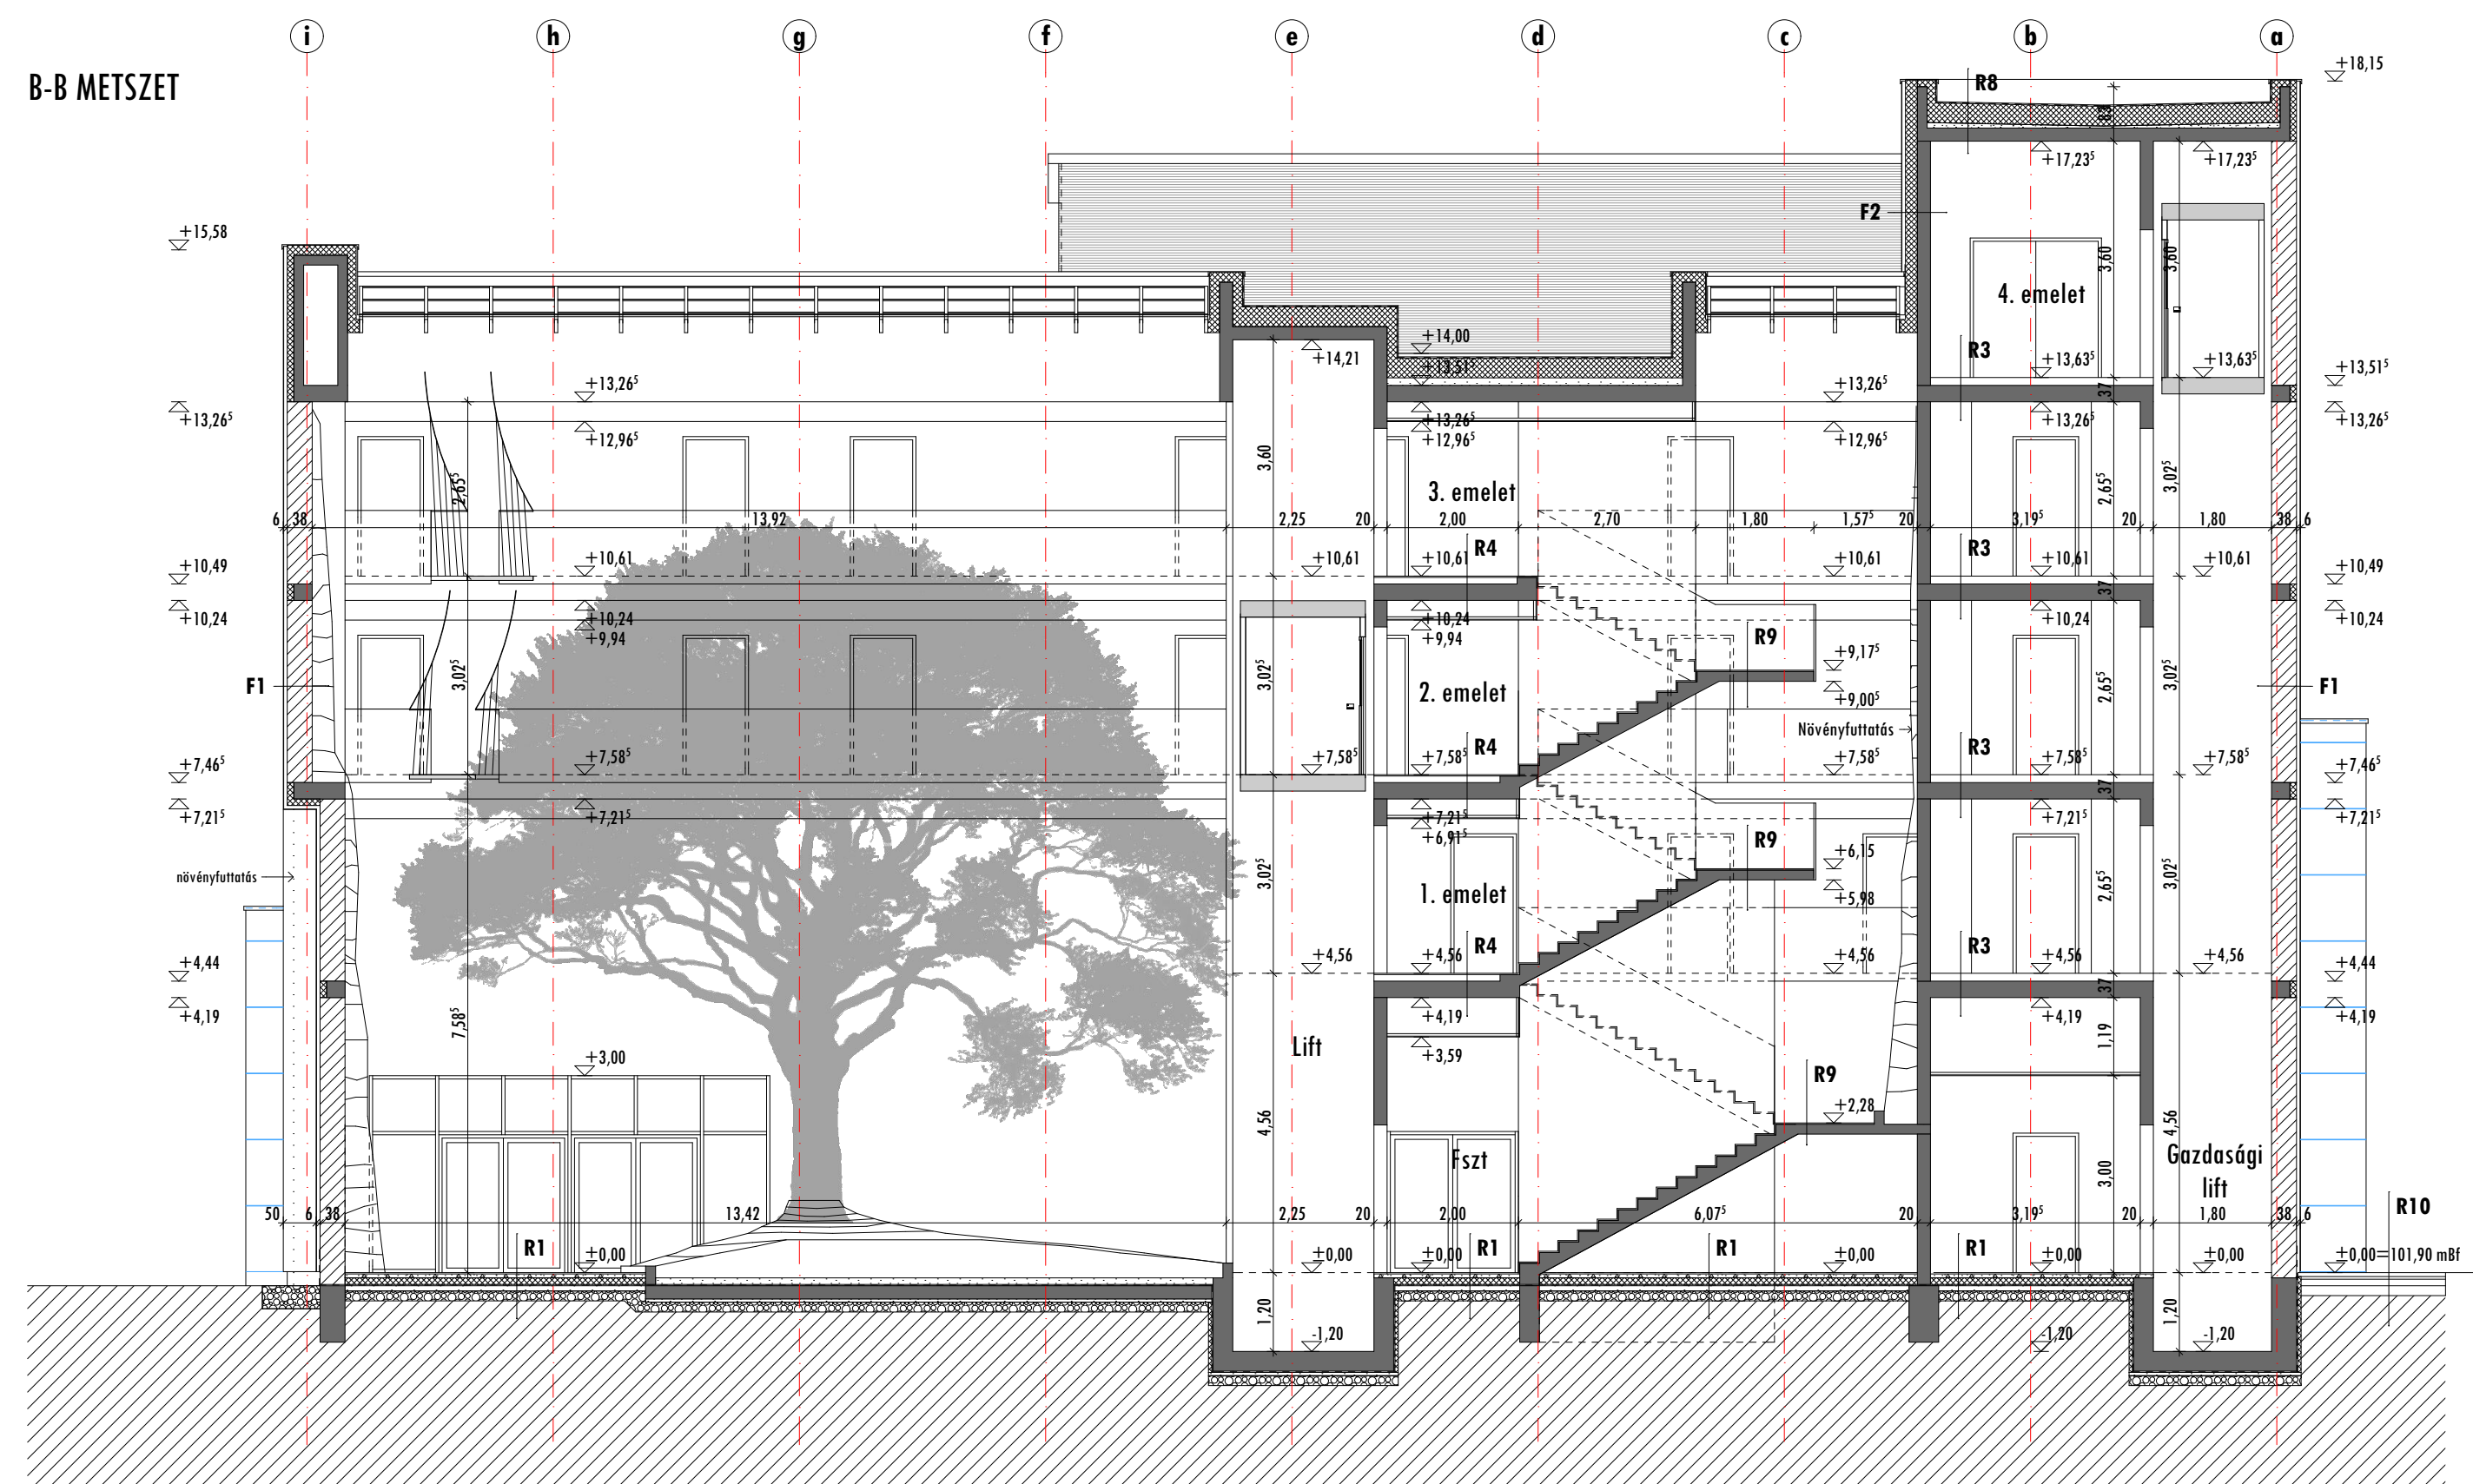 i h g f e d c b a
B-B METSZET
+18,15
R8
83
+17,23⁵ +17,23⁵
F2
+15,58
3,60 3,60
4. emelet
+14,00
R3
+14,21
+13,51⁵
+13,63⁵ +13,63⁵
+13,51⁵
+13,26⁵ +13,26⁵ 37
+13,26⁵ +13,26⁵ +13,26⁵ +13,26⁵
+12,96⁵ +12,96⁵ +12,96⁵
3,60
2,65⁵ 2,65⁵ 3,02⁵
3. emelet
6 38 13,92 2,25 20 2,00 2,70 1,80 1,57⁵ 20 3,19⁵ 20 1,80 38 6
R4 R3
+10,49 +10,61 +10,61 +10,61 +10,61 +10,61 +10,61 +10,49
37
+10,24 +10,24 +10,24 +10,24 +10,24
+9,94 +9,94
R9
+9,17⁵
3,02⁵ 3,02⁵ 2,65⁵ 3,02⁵
F1 2. emelet F1
+9,00⁵
Növényfuttatás
R4 R3
+7,46⁵ +7,58⁵ +7,58⁵ +7,58⁵ +7,58⁵ +7,58⁵ +7,58⁵ +7,46⁵
37
+7,21⁵ +7,21⁵ +7,21⁵ +7,21⁵ +7,21⁵
+6,91⁵
R9
+6,15
növényfuttatás
3,02⁵ 2,65⁵ 3,02⁵
1. emelet
+5,98
R4 R3
+4,44 +4,56 +4,56 +4,56 +4,56 +4,56 +4,44
37
+4,19 +4,19 +4,19 +4,19
7,58⁵
1,19
Lift
+3,59
+3,00
R9
+2,28
4,56 4,56
Fszt
3,00
Gazdasági
lift
50 6 38 13,42 2,25 20 2,00 6,07⁵ 20 3,19⁵ 20 1,80 38 6
R10
R1 R1 R1 R1
±0,00 ±0,00 ±0,00 ±0,00 ±0,00 ±0,00 ±0,00=101,90 mBf
1,20 1,20
-1,20 -1,20 -1,20